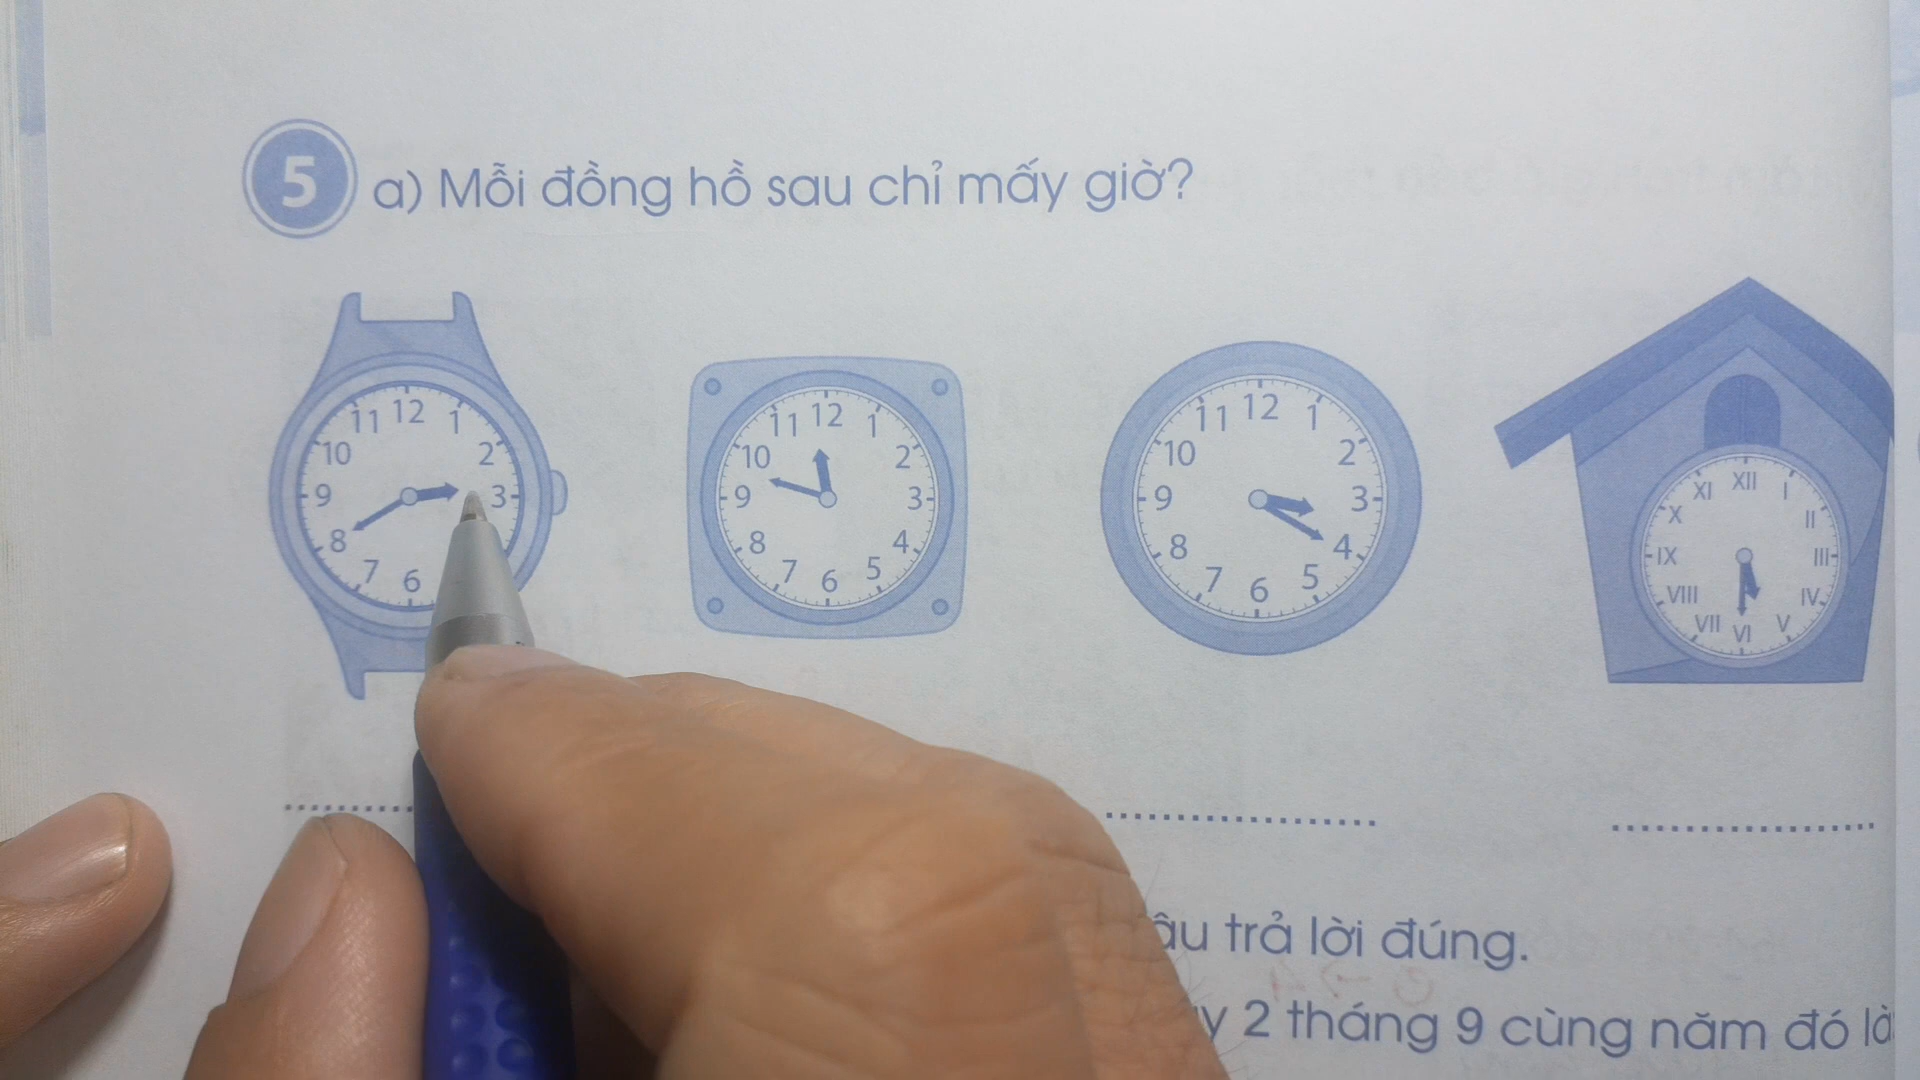 5 a) Mỗi đồng hồ sau chỉ mấy giờ?
12 1 2 3 6 7 8 9 10 11
12 1 2 3 4 5 6 7 8 9 10 11
12 1 2 3 4 5 6 7 8 9 10 11
XII I II III IV V VI VII VIII IX X XI
trả lời đúng.
2 tháng 9 cùng năm đó là